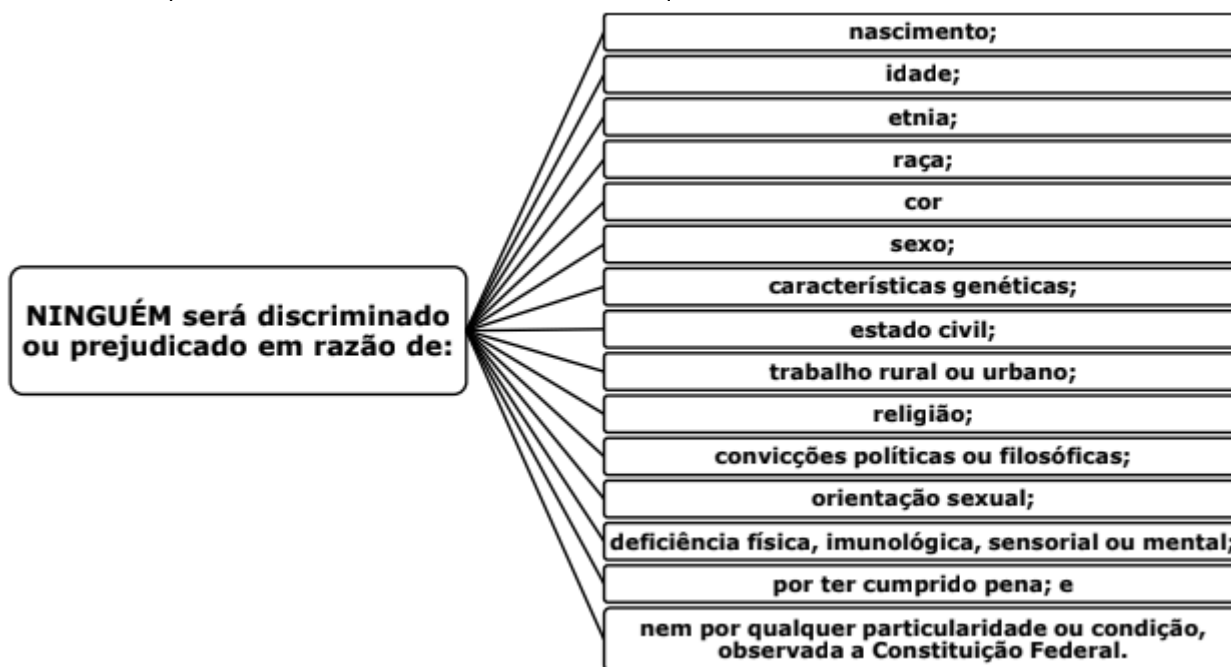 NINGUÉM será discriminado
ou prejudicado em razão de:
nascimento;
idade;
etnia;
raça;
cor
sexo;
características genéticas;
estado civil;
trabalho rural ou urbano;
religião;
convicções políticas ou filosóficas;
orientação sexual;
deficiência física, imunológica, sensorial ou mental;
por ter cumprido pena; e
nem por qualquer particularidade ou condição,
observada a Constituição Federal.